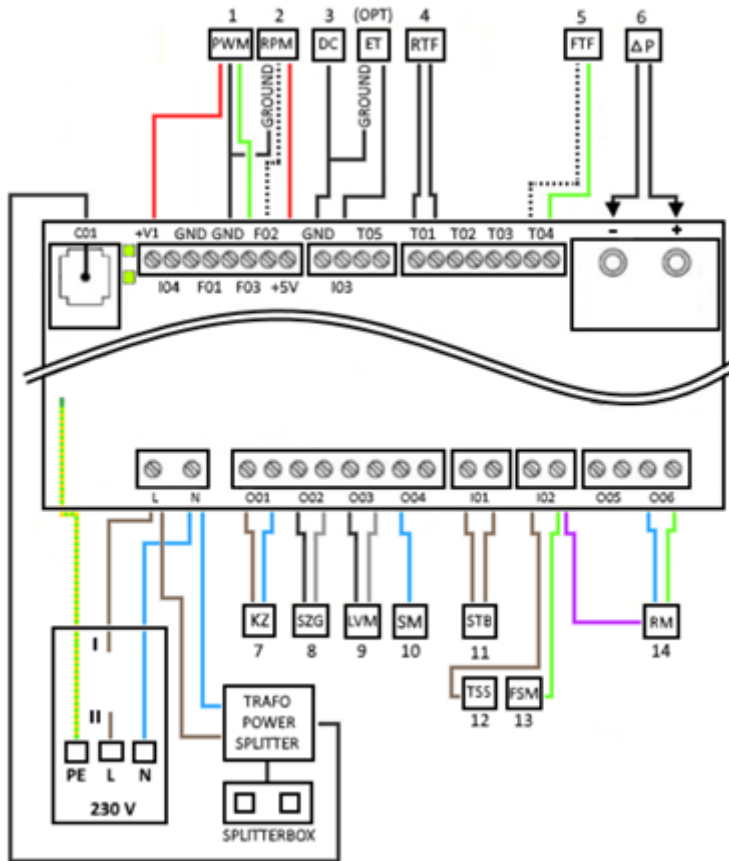 1 2 3 (OPT) 4 5 6
PWM RPM DC ET RTF FTF ΔP
GROUND GROUND
C01 +V1 GND GND F02 GND T05 T01 T02 T03 T04 - +
I04 F01 F03 +5V I03
L N O01 O02 O03 O04 I01 I02 O05 O06
KZ SZG LVM SM STB RM
7 8 9 10 11 14
I
TSS FSM
12 13
II
TRAFO
POWER
SPLITTER
PE L N
230 V
SPLITTERBOX